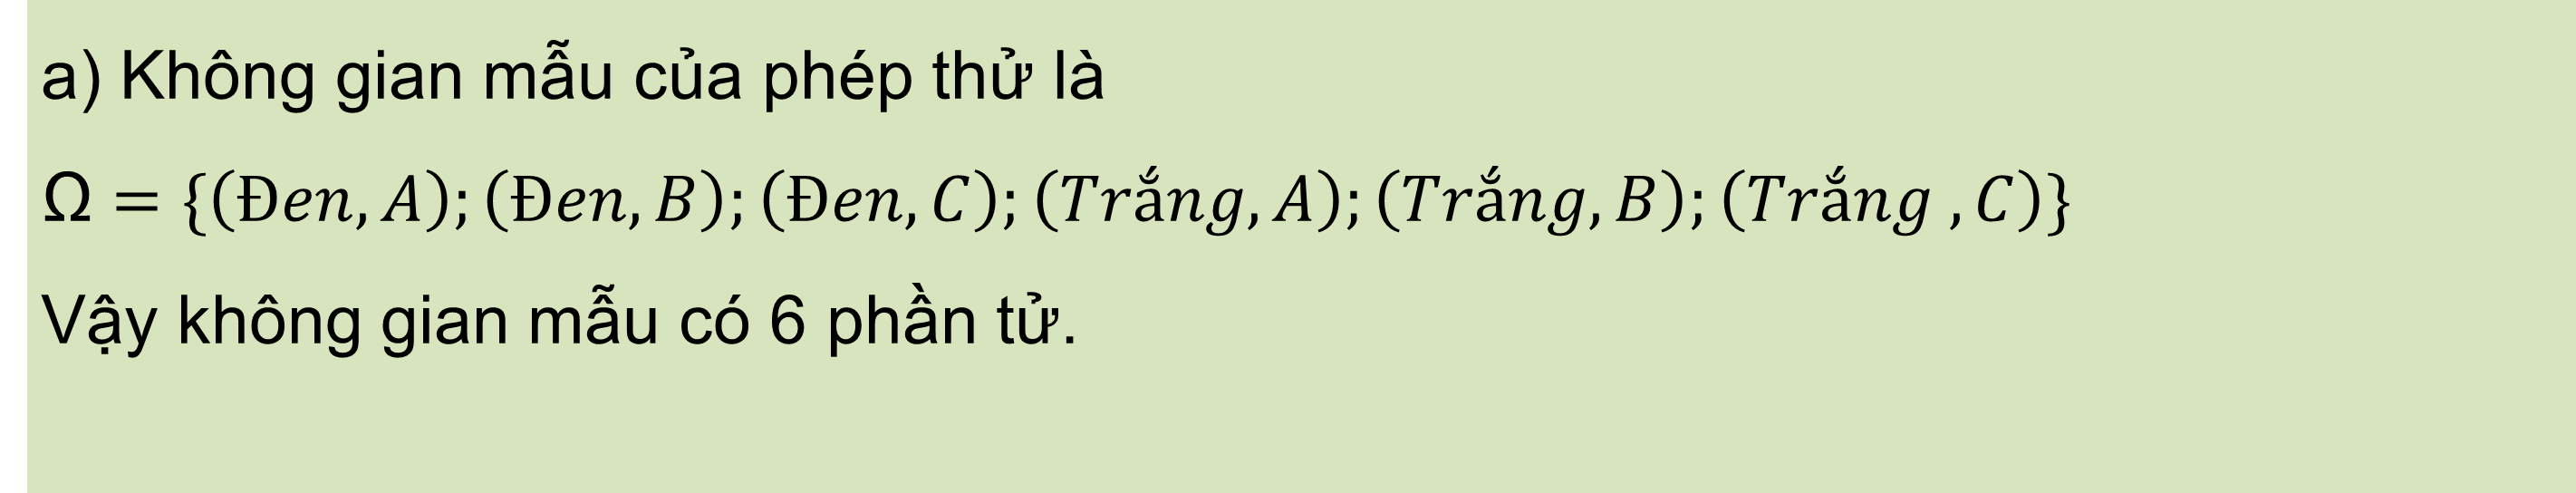 a) Không gian mẫu của phép thử là
Ω = {(Đen, A); (Đen, B); (Đen, C); (Trắng, A); (Trắng, B); (Trắng , C)}
Vậy không gian mẫu có 6 phần tử.